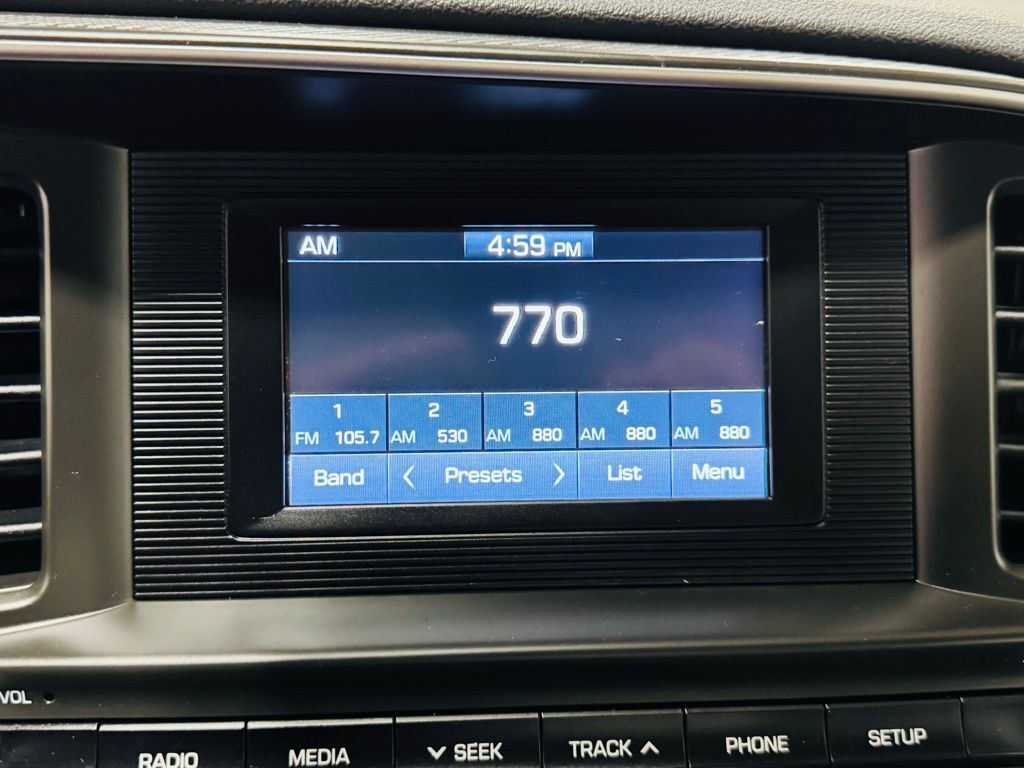 AM 4:59 PM
770
1 2 3 4 5
FM 105.7 AM 530 AM 880 AM 880 AM 880
Band < Presets > List Menu
VOL
RADIO MEDIA SEEK TRACK PHONE SETUP